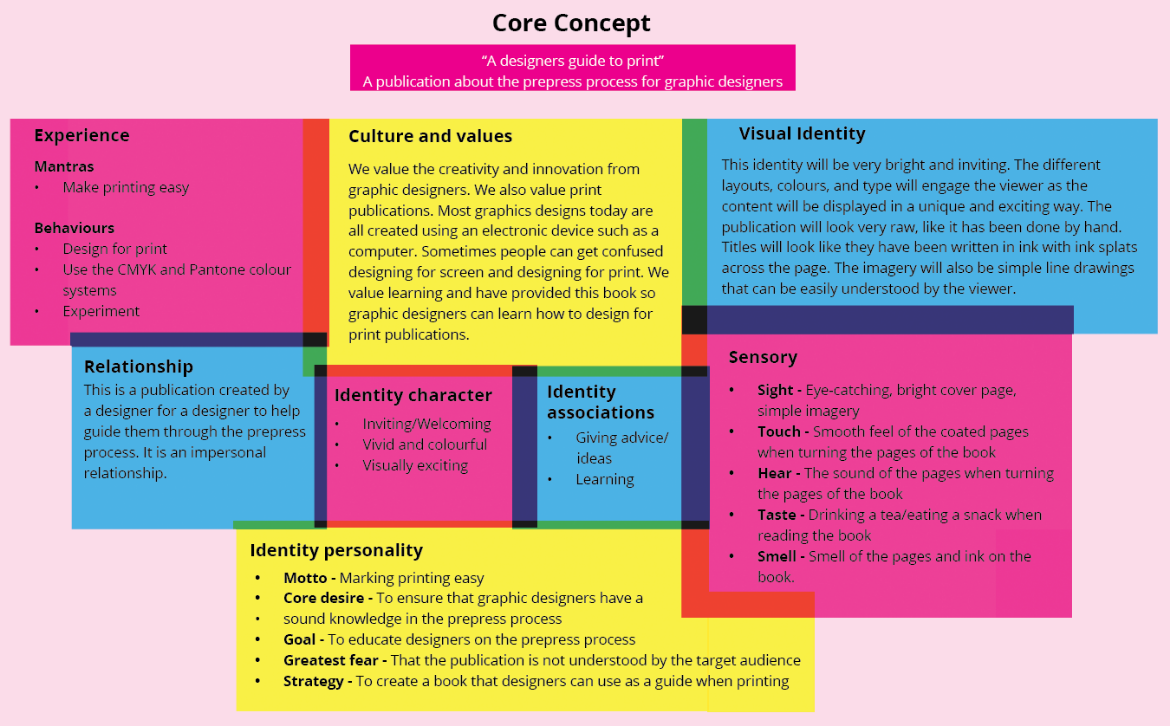 Core Concept
“A designers guide to print”
A publication about the prepress process for graphic designers
Experience
Mantras
• Make printing easy
Behaviours
• Design for print
• Use the CMYK and Pantone colour
systems
• Experiment
Culture and values
We value the creativity and innovation from
graphic designers. We also value print
publications. Most graphics designs today are
all created using an electronic device such as a
computer. Sometimes people can get confused
designing for screen and designing for print. We
value learning and have provided this book so
graphic designers can learn how to design for
print publications.
Visual Identity
This identity will be very bright and inviting. The different
layouts, colours, and type will engage the viewer as the
content will be displayed in a unique and exciting way. The
publication will look very raw, like it has been done by hand.
Titles will look like they have been written in ink with ink splats
across the page. The imagery will also be simple line drawings
that can be easily understood by the viewer.
Relationship
This is a publication created by
a designer for a designer to help
guide them through the prepress
process. It is an impersonal
relationship.
Identity character
• Inviting/Welcoming
• Vivid and colourful
• Visually exciting
Identity
associations
• Giving advice/
ideas
• Learning
Sensory
• Sight - Eye-catching, bright cover page,
simple imagery
• Touch - Smooth feel of the coated pages
when turning the pages of the book
• Hear - The sound of the pages when turning
the pages of the book
• Taste - Drinking a tea/eating a snack when
reading the book
• Smell - Smell of the pages and ink on the
book.
Identity personality
• Motto - Marking printing easy
• Core desire - To ensure that graphic designers have a
• sound knowledge in the prepress process
• Goal - To educate designers on the prepress process
• Greatest fear - That the publication is not understood by the target audience
• Strategy - To create a book that designers can use as a guide when printing